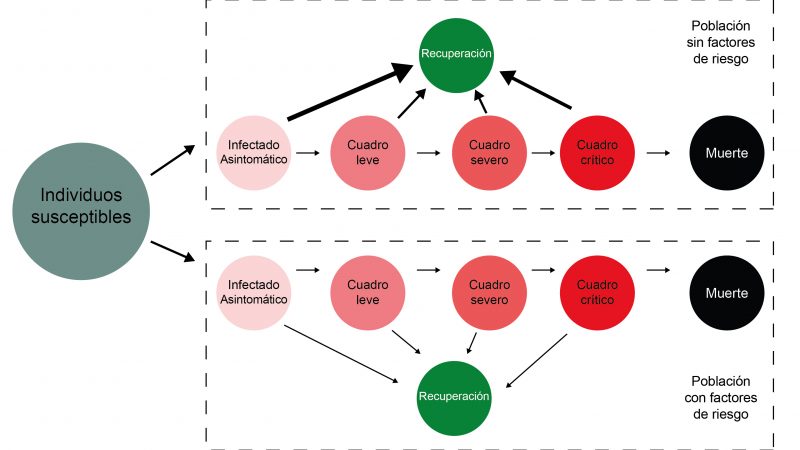 Población
sin factores
de riesgo
Recuperación
Infectado
Asintomático
Cuadro
leve
Cuadro
severo
Cuadro
crítico
Muerte
Individuos
susceptibles
Infectado
Asintomático
Cuadro
leve
Cuadro
severo
Cuadro
crítico
Muerte
Recuperación
Población
con factores
de riesgo